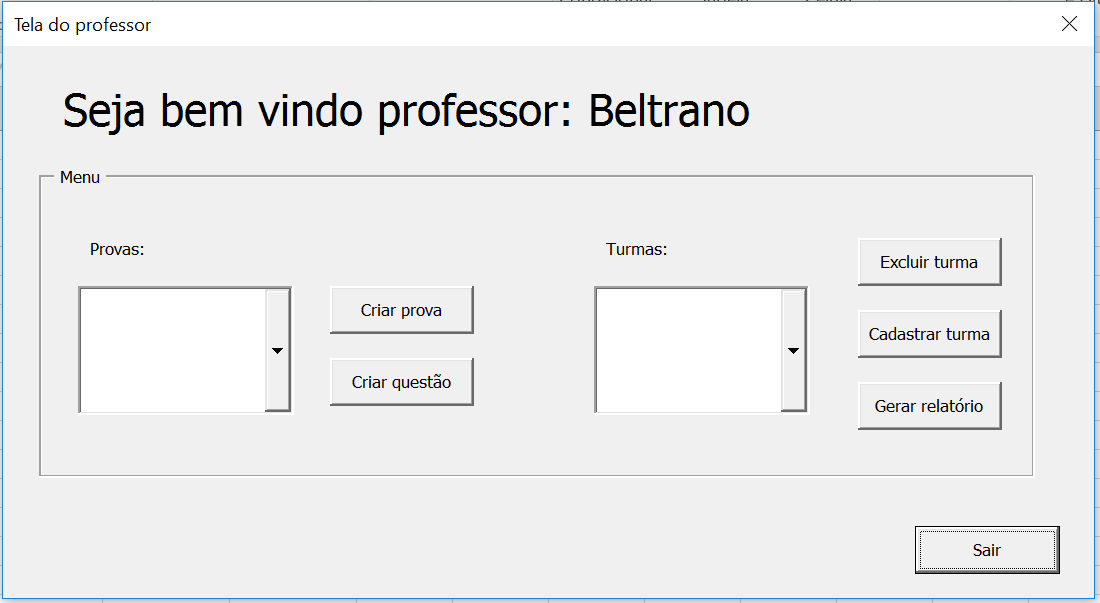 Tela do professor
Seja bem vindo professor: Beltrano
Menu
Provas:
Criar prova
Criar questão
Turmas:
Excluir turma
Cadastrar turma
Gerar relatório
Sair